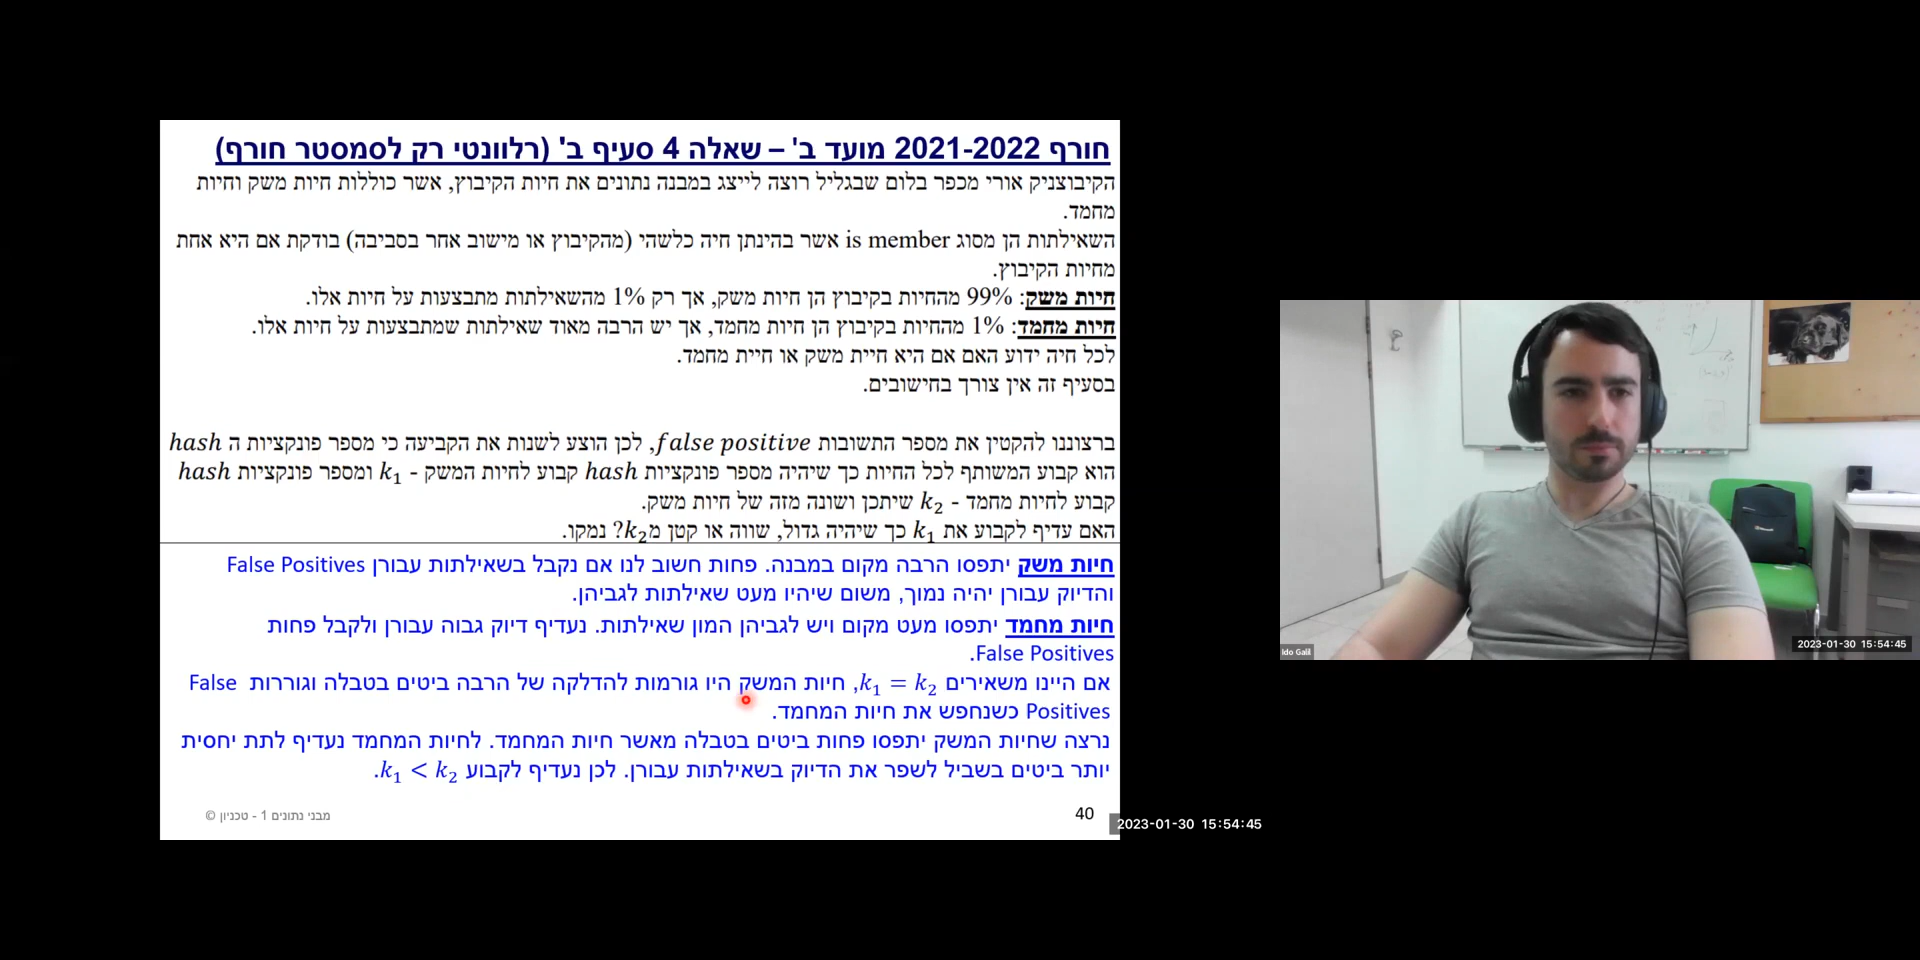 חורף 2021-2022 מועד ב' – שאלה 4 סעיף ב' (רלוונטי רק לסמסטר חורף)
הקיבוצניק אורי מכפר בלום שבגליל רוצה לייצג במבנה נתונים את חיות הקיבוץ, אשר כוללות חיות משק וחיות
מחמד.
השאילתות הן מסוג is member אשר בהינתן חיה כלשהי (מהקיבוץ או מישוב אחר בסביבה) בודקת אם היא אחת
מחיות הקיבוץ.
חיות משק: 99% מהחיות בקיבוץ הן חיות משק, אך רק 1% מהשאילתות מתבצעות על חיות אלו.
חיות מחמד: 1% מהחיות בקיבוץ הן חיות מחמד, אך יש הרבה מאוד שאילתות שמתבצעות על חיות אלו.
לכל חיה ידוע האם אם היא חיית משק או חיית מחמד.
בסעיף זה אין צורך בחישובים.
ברצוננו להקטין את מספר התשובות false positive, לכן הוצע לשנות את הקביעה כי מספר פונקציות ה hash
הוא קבוע המשותף לכל החיות כך שיהיה מספר פונקציות hash קבוע לחיות המשק - k₁ ומספר פונקציות hash
קבוע לחיות מחמד - k₂ שיתכן ושונה מזה של חיות משק.
האם עדיף לקבוע את k₁ כך שיהיה גדול, שווה או קטן מk₂? נמקו.
חיות משק יתפסו הרבה מקום במבנה. פחות חשוב לנו אם נקבל בשאילתות עבורן False Positives
והדיוק עבורן יהיה נמוך, משום שיהיו מעט שאילתות לגביהן.
חיות מחמד יתפסו מעט מקום ויש לגביהן המון שאילתות. נעדיף דיוק גבוה עבורן ולקבל פחות
False Positives.
אם היינו משאירים k₁ = k₂, חיות המשק היו גורמות להדלקה של הרבה ביטים בטבלה וגוררות False
Positives כשנחפש את חיות המחמד.
נרצה שחיות המשק יתפסו פחות ביטים בטבלה מאשר חיות המחמד. לחיות המחמד נעדיף לתת יחסית
יותר ביטים בשביל לשפר את הדיוק בשאילתות עבורן. לכן נעדיף לקבוע k₁ < k₂.
מבני נתונים 1 - טכניון ©
40
2023-01-30 15:54:45
Ido Galil
2023-01-30 15:54:45